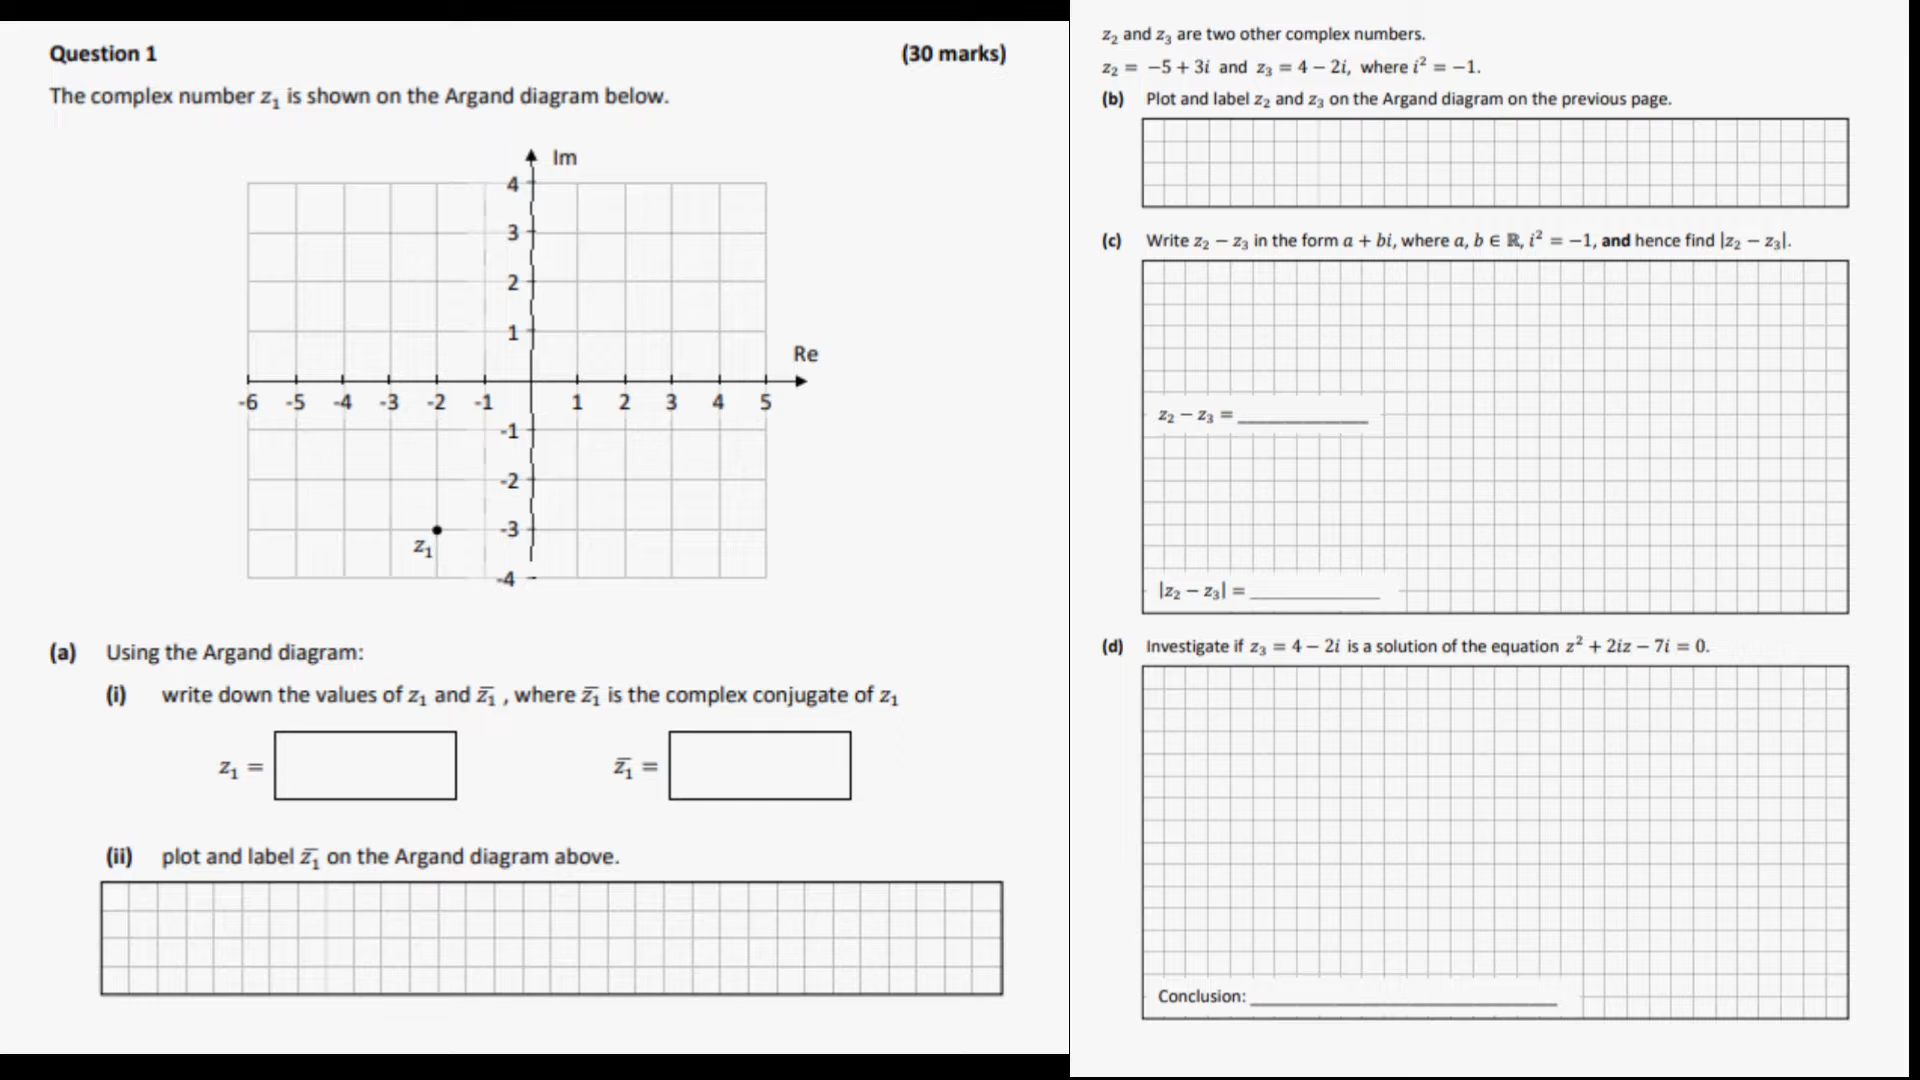 Question 1 (30 marks)
The complex number z₁ is shown on the Argand diagram below.
Im
4
3
2
1
Re
-6 -5 -4 -3 -2 -1 1 2 3 4 5
-1
-2
-3
z₁
-4
(a) Using the Argand diagram:
(i) write down the values of z₁ and z̅₁ , where z̅₁ is the complex conjugate of z₁
z₁ = z̅₁ =
(ii) plot and label z̅₁ on the Argand diagram above.
z₂ and z₃ are two other complex numbers.
z₂ = −5 + 3i and z₃ = 4 − 2i, where i² = −1.
(b) Plot and label z₂ and z₃ on the Argand diagram on the previous page.
(c) Write z₂ − z₃ in the form a + bi, where a, b ∈ ℝ, i² = −1, and hence find |z₂ − z₃|.
z₂ − z₃ = ____________
|z₂ − z₃| = ____________
(d) Investigate if z₃ = 4 − 2i is a solution of the equation z² + 2iz − 7i = 0.
Conclusion: ____________________________